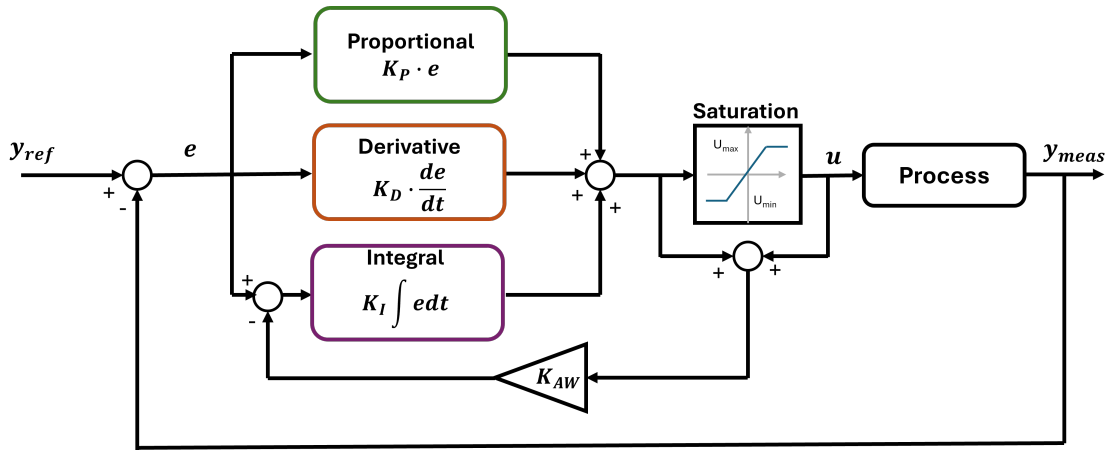 Proportional
K_P · e
Saturation
y_ref
e
Derivative
K_D · de/dt
+
+
+
U_max
U_min
u
Process
y_meas
+
-
Integral
K_I ∫ edt
+
-
+
+
K_AW